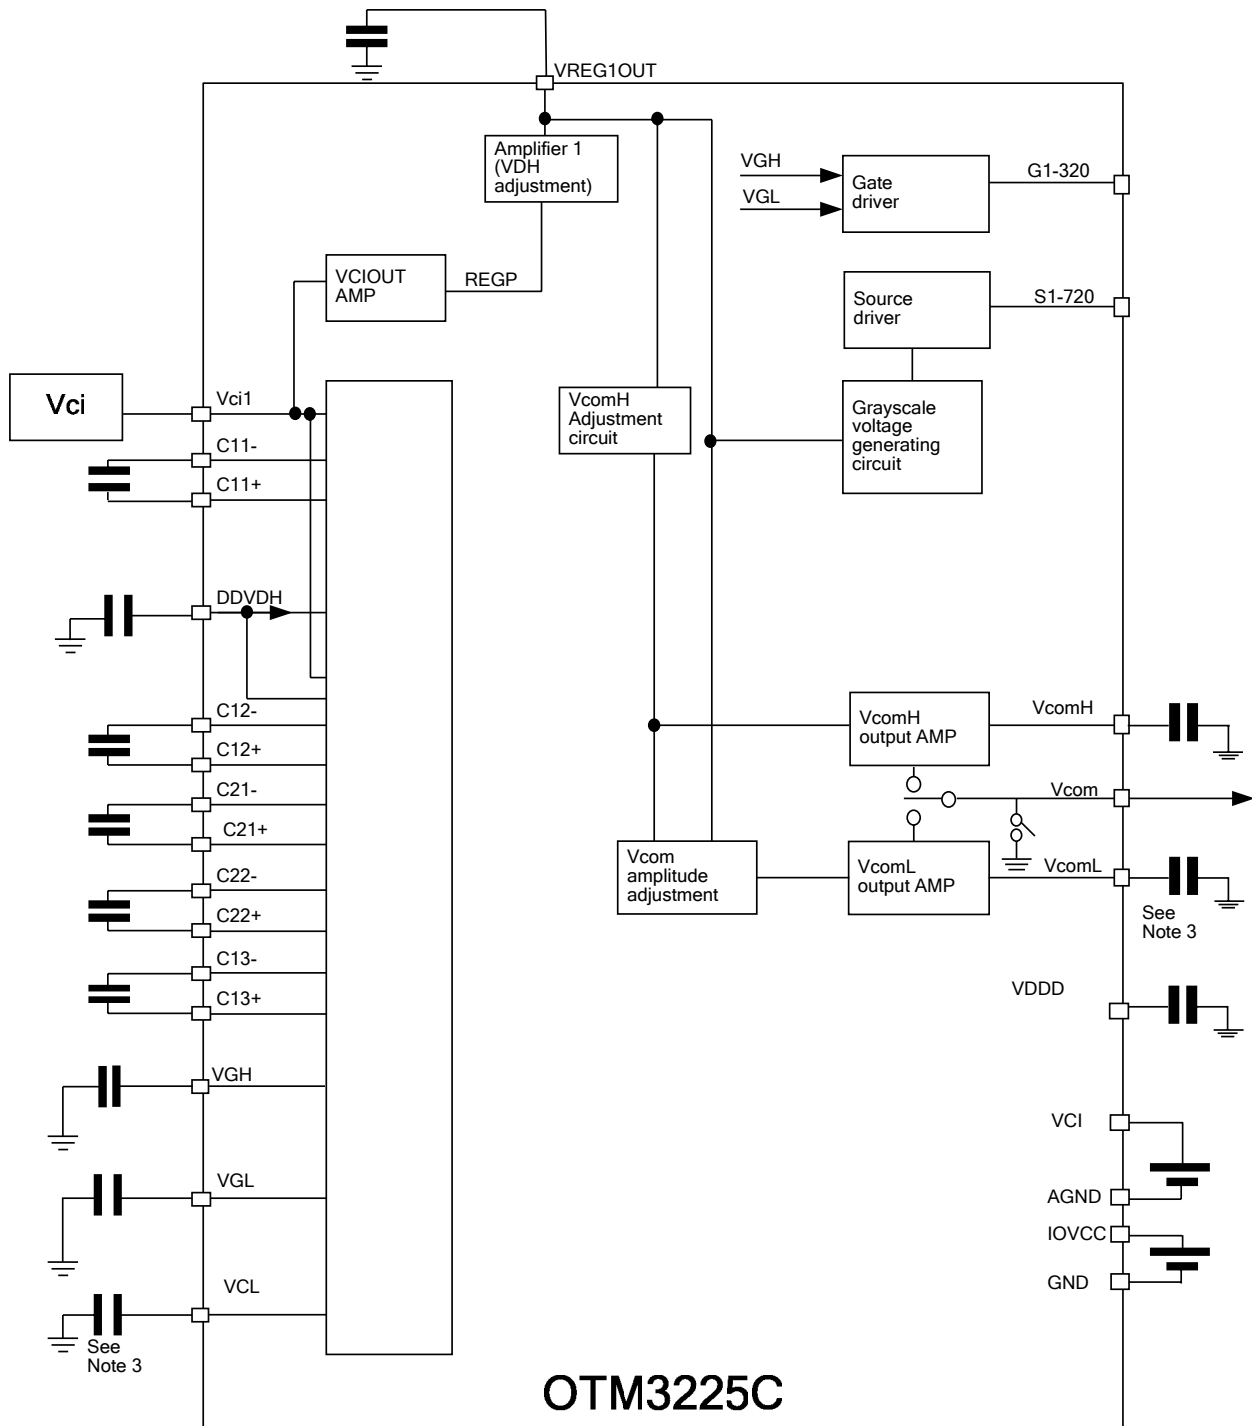 VREG1OUT
Amplifier 1
(VDH
adjustment)
VGH
VGL
Gate
driver
G1-320
VCIOUT
AMP
REGP
Source
driver
S1-720
Vci
Vci1
C11-
C11+
VcomH
Adjustment
circuit
Grayscale
voltage
generating
circuit
DDVDH
C12-
C12+
C21-
C21+
C22-
C22+
C13-
C13+
VcomH
output AMP
VcomH
Vcom
Vcom
amplitude
adjustment
VcomL
output AMP
VcomL
See
Note 3
VDDD
VGH
VGL
VCL
See
Note 3
VCI
AGND
IOVCC
GND
OTM3225C